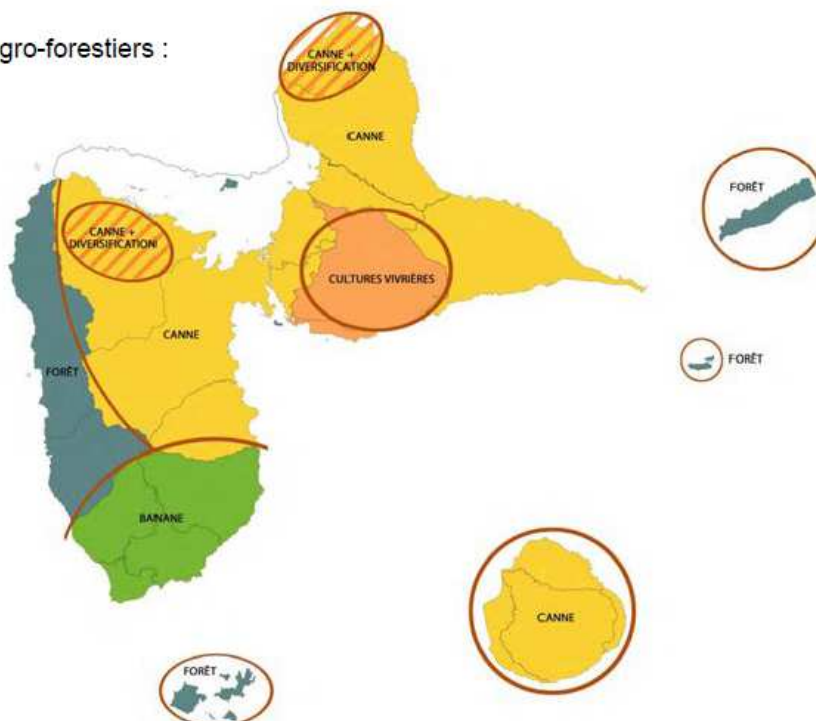 gro-forestiers :
CANNE +
DIVERSIFICATION
CANNE
FORÊT
CANNE +
DIVERSIFICATION
CULTURES VIVRIÈRES
CANNE
FORÊT
FORÊT
BANANE
CANNE
FORÊT